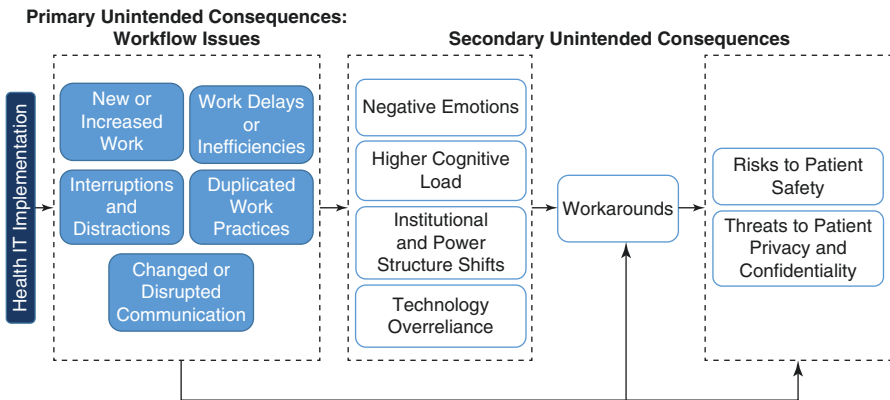 Primary Unintended Consequences:
Workflow Issues
Secondary Unintended Consequences
Health IT Implementation
New or
Increased
Work
Work Delays
or
Inefficiencies
Interruptions
and
Distractions
Duplicated
Work
Practices
Changed or
Disrupted
Communication
Negative Emotions
Higher Cognitive
Load
Institutional
and Power
Structure Shifts
Technology
Overreliance
Workarounds
Risks to Patient
Safety
Threats to Patient
Privacy and
Confidentiality